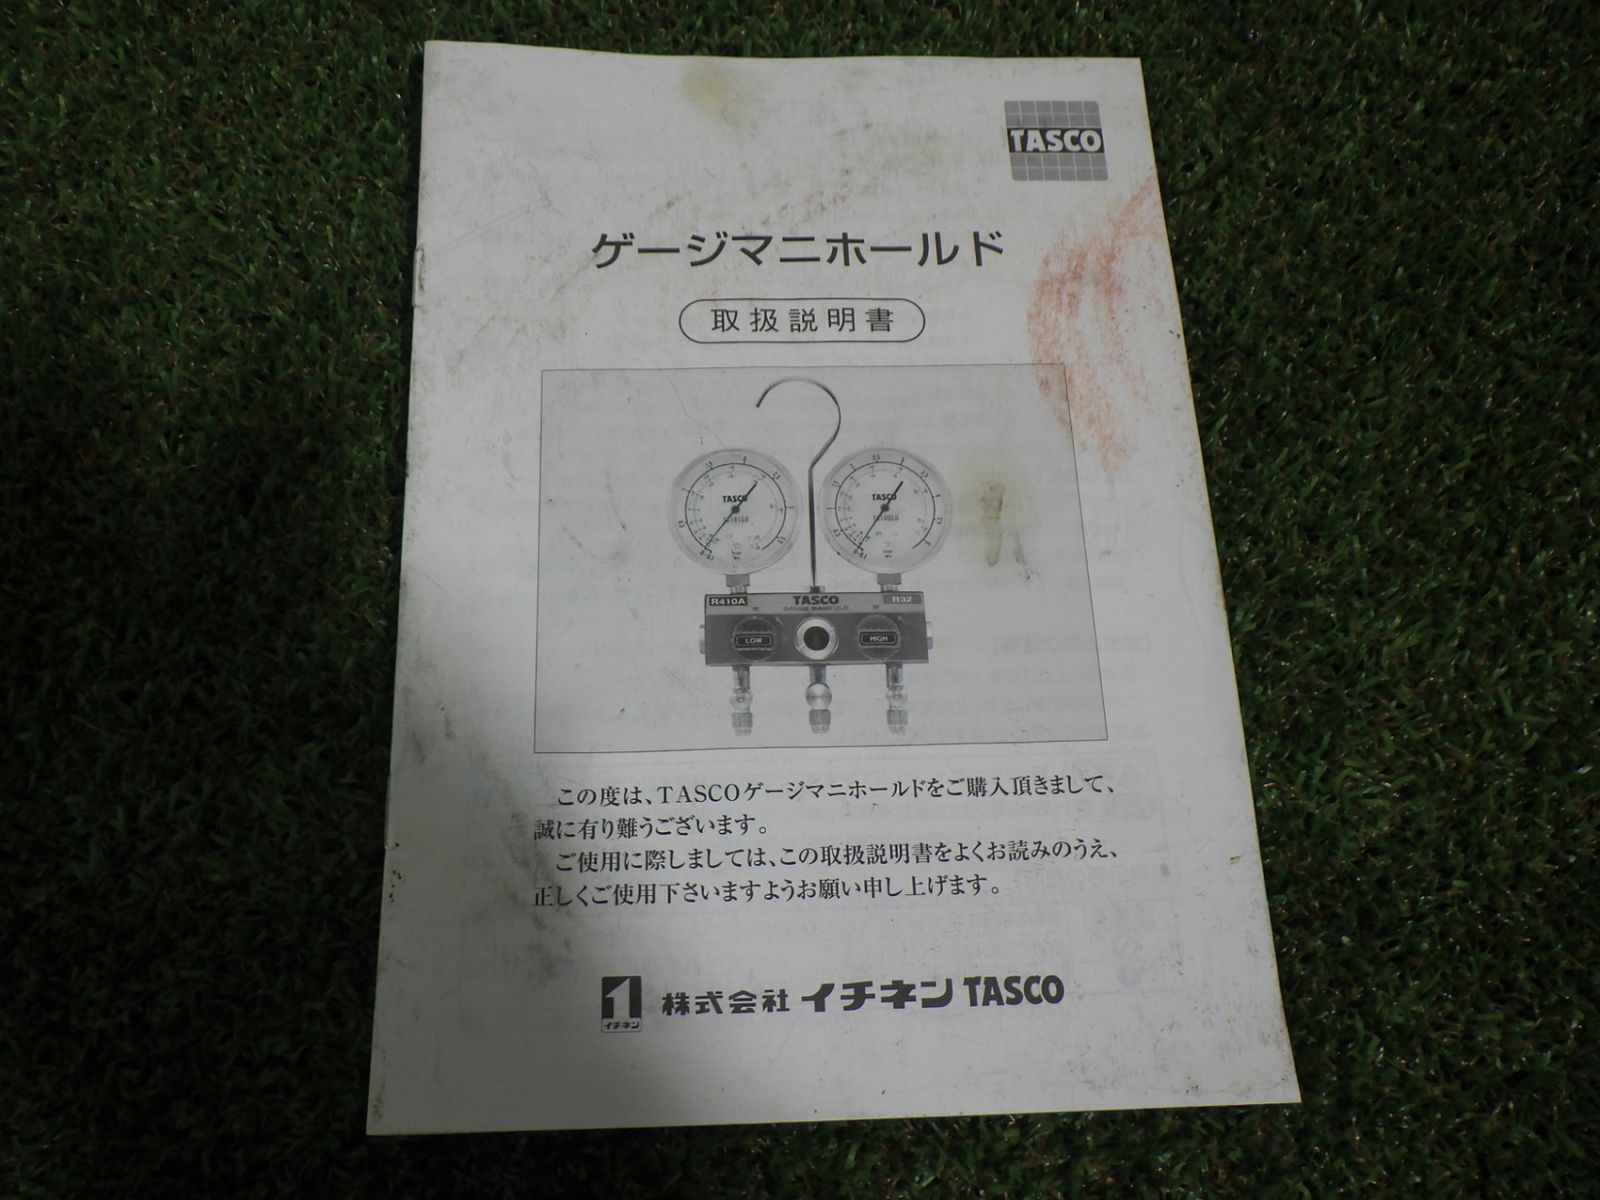 TASCO
ゲージマニホールド
取扱説明書
TASCO
TASCO
R410A
TASCO
GAUGE MANIFOLD
R32
LOW
HIGH
この度は、TASCOゲージマニホールドをご購入頂きまして、
誠に有り難うございます。
ご使用に際しましては、この取扱説明書をよくお読みのうえ、
正しくご使用下さいますようお願い申し上げます。
イチネン
株式会社 イチネン TASCO